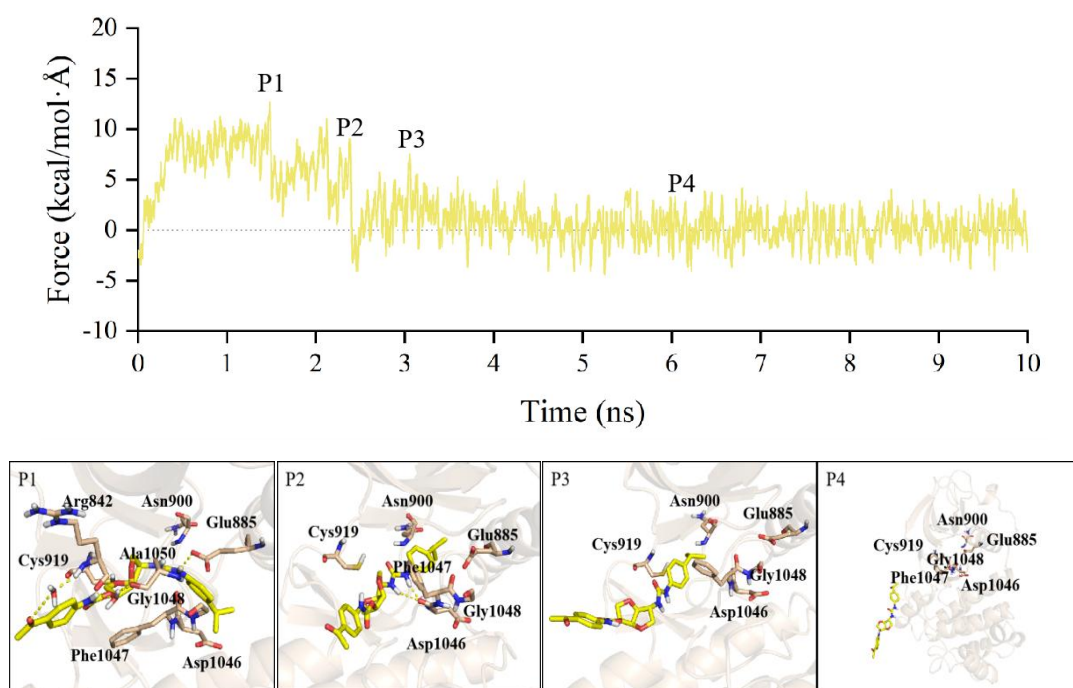 20
15
10
5
0
-5
-10
Force (kcal/mol·Å)
P1
P2
P3
P4
0 1 2 3 4 5 6 7 8 9 10
Time (ns)
P1
Arg842
Asn900
Glu885
Cys919
Ala1050
Gly1048
Phe1047
Asp1046
P2
Asn900
Cys919
Glu885
Phe1047
Gly1048
Asp1046
P3
Asn900
Glu885
Cys919
Gly1048
Asp1046
P4
Asn900
Cys919
Glu885
Gly1048
Phe1047
Asp1046